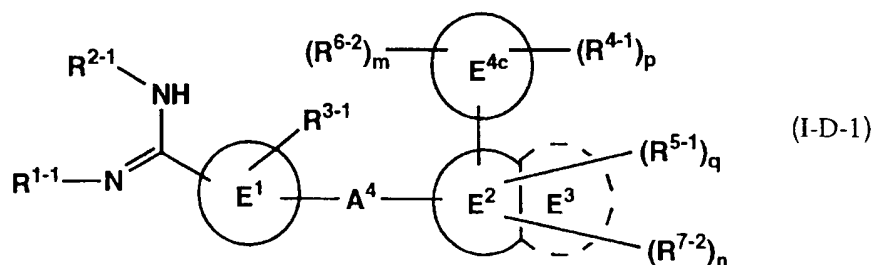 (R⁶⁻²)ₘ E⁴ᶜ (R⁴⁻¹)ₚ
R²⁻¹
NH
R³⁻¹
(I-D-1)
(R⁵⁻¹)q
R¹⁻¹ N E¹ A⁴ E² E³
(R⁷⁻²)ₙ